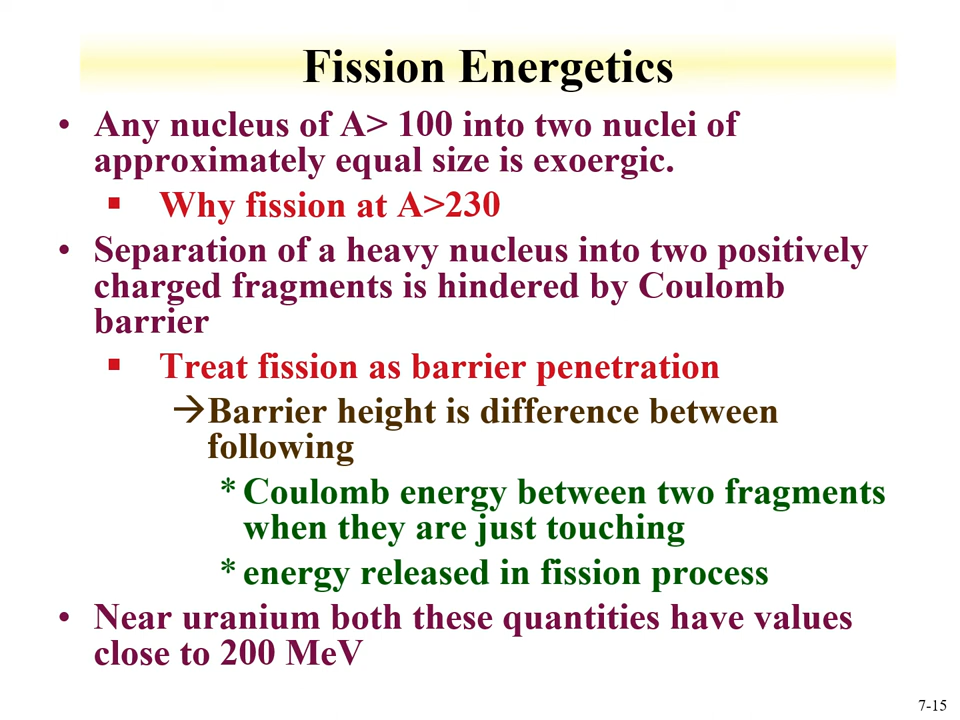 Fission Energetics
• Any nucleus of A> 100 into two nuclei of
approximately equal size is exoergic.
▪ Why fission at A>230
• Separation of a heavy nucleus into two positively
charged fragments is hindered by Coulomb
barrier
▪ Treat fission as barrier penetration
→Barrier height is difference between
following
* Coulomb energy between two fragments
when they are just touching
* energy released in fission process
• Near uranium both these quantities have values
close to 200 MeV
7-15